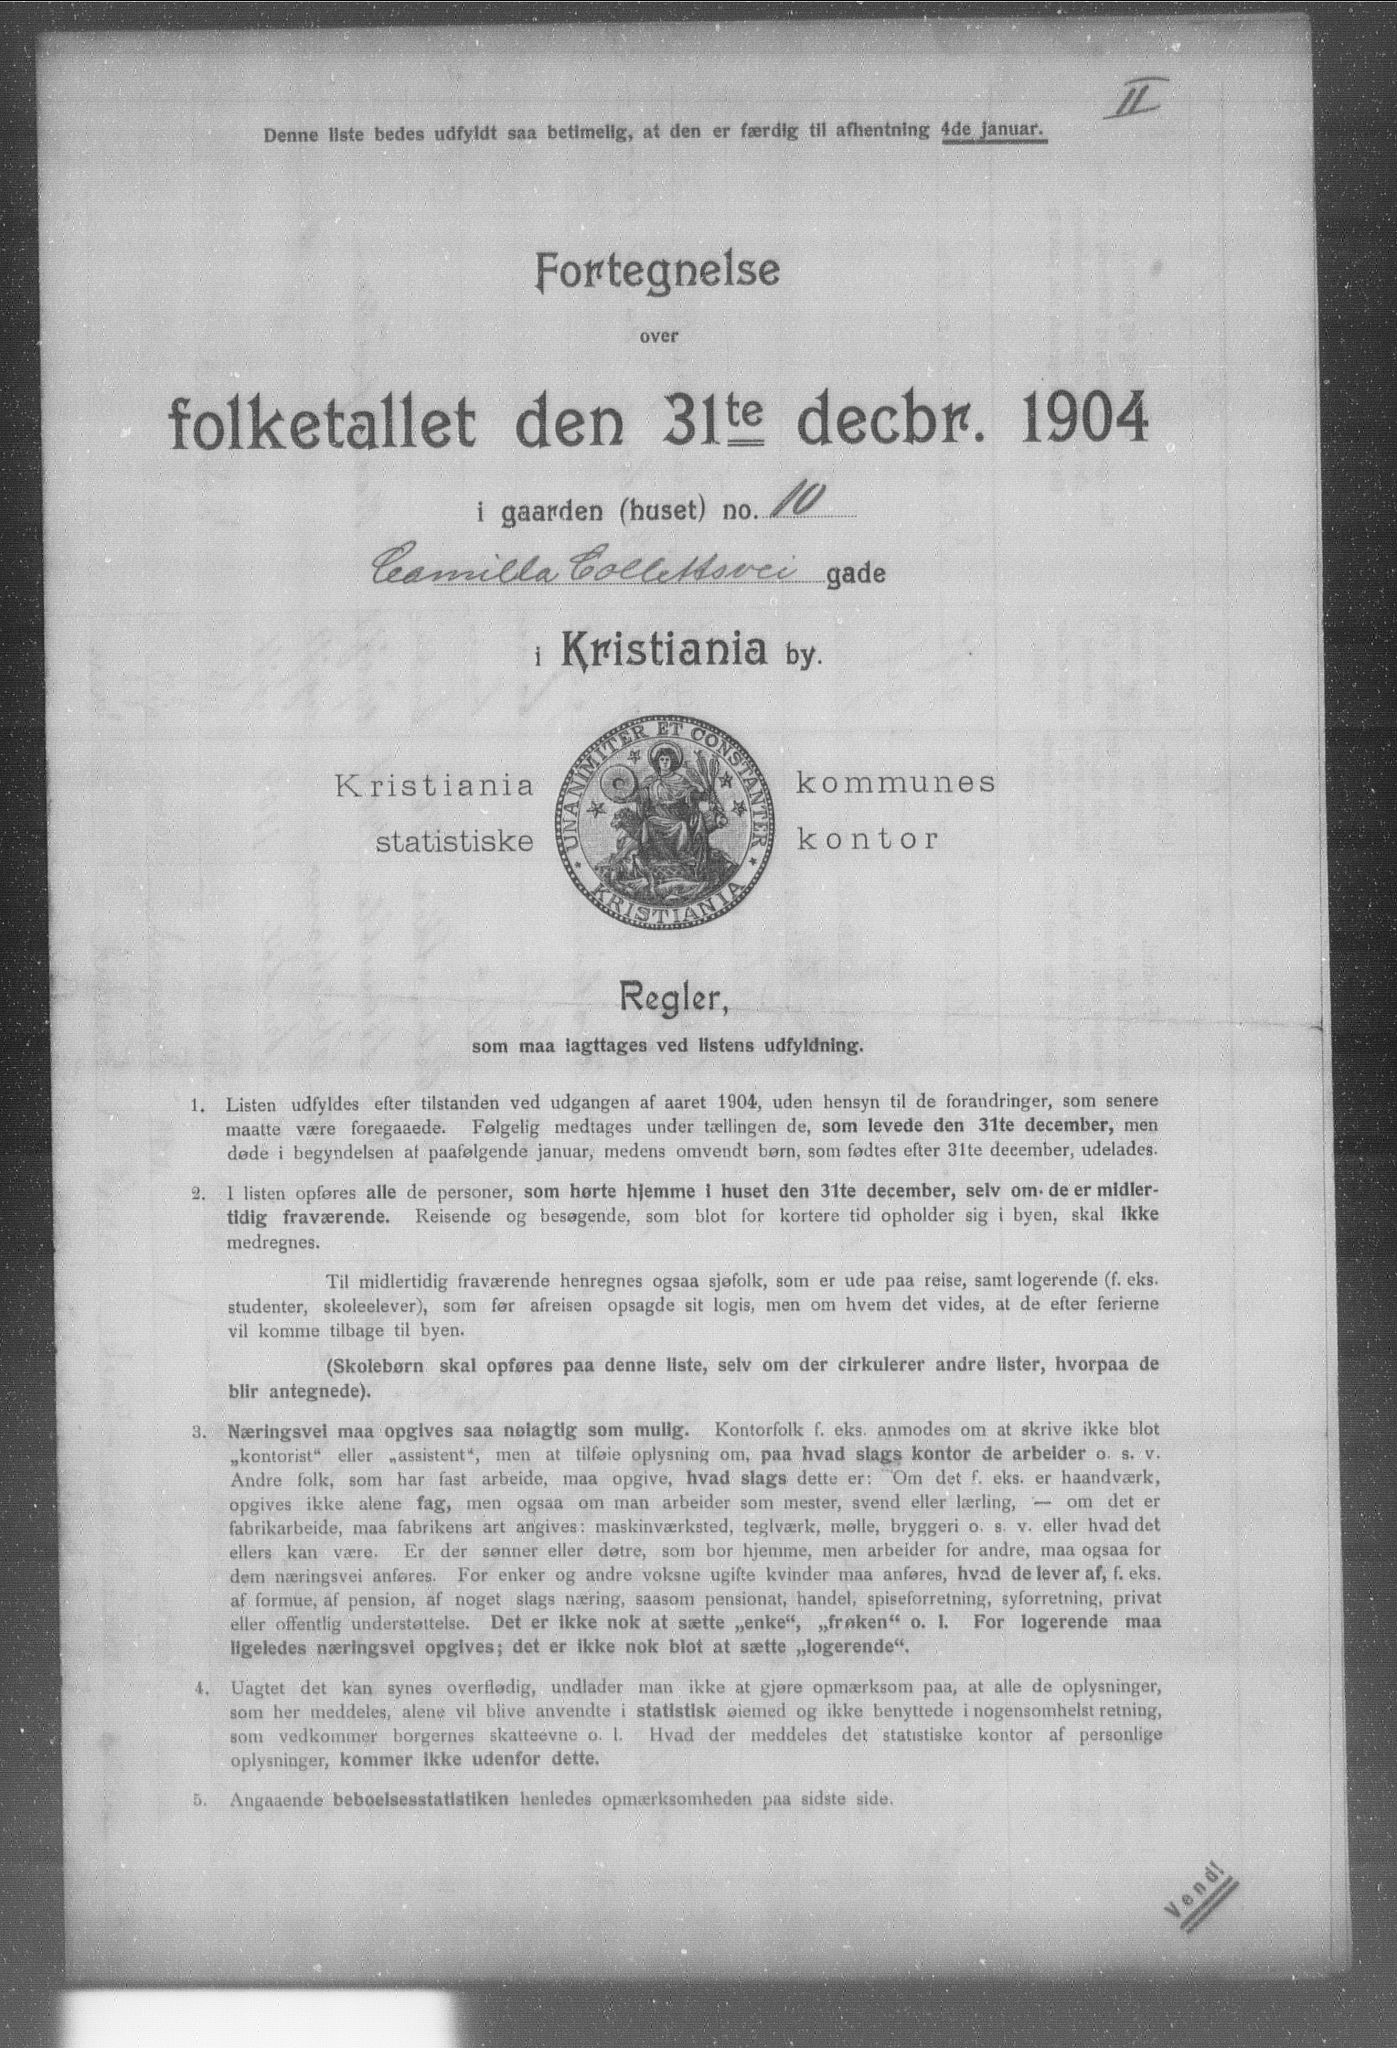 II
Denne liste bedes udfyldt saa betimelig, at den er færdig til afhentning 4de januar.
Fortegnelse
over
folketallet den 31te decbr. 1904
i gaarden (huset) no. 10
Camilla Collettsvei gade
i Kristiania by.
Kristiania kommunes
statistiske kontor
UNANIMITER ET CONSTANTER
KRISTIANIA
Regler,
som maa iagttages ved listens udfyldning.
1. Listen udfyldes efter tilstanden ved udgangen af aaret 1904, uden hensyn til de forandringer, som senere
maatte være foregaaede. Følgelig medtages under tællingen de, som levede den 31te december, men
døde i begyndelsen af paafølgende januar, medens omvendt børn, som fødtes efter 31te december, udelades.
2. I listen opføres alle de personer, som hørte hjemme i huset den 31te december, selv om de er midler-
tidig fraværende. Reisende og besøgende, som blot for kortere tid opholder sig i byen, skal ikke
medregnes.
Til midlertidig fraværende henregnes ogsaa sjøfolk, som er ude paa reise, samt logerende (f. eks.
studenter, skoleelever), som før afreisen opsagde sit logis, men om hvem det vides, at de efter ferierne
vil komme tilbage til byen.
(Skolebørn skal opføres paa denne liste, selv om der cirkulerer andre lister, hvorpaa de
blir antegnede).
3. Næringsvei maa opgives saa nøiagtig som mulig. Kontorfolk f. eks. anmodes om at skrive ikke blot
„kontorist“ eller „assistent“, men at tilføie oplysning om, paa hvad slags kontor de arbeider o. s. v.
Andre folk, som har fast arbeide, maa opgive, hvad slags dette er: Om det f. eks. er haandværk,
opgives ikke alene fag, men ogsaa om man arbeider som mester, svend eller lærling, — om det er
fabrikarbeide, maa fabrikens art angives: maskinværksted, teglværk, mølle, bryggeri o. s. v. eller hvad det
ellers kan være. Er der sønner eller døtre, som bor hjemme, men arbeider for andre, maa ogsaa for
dem næringsvei anføres. For enker og andre voksne ugifte kvinder maa anføres, hvad de lever af, f. eks.
af formue, af pension, af noget slags næring, saasom pensionat, handel, spiseforretning, syforretning, privat
eller offentlig understøttelse. Det er ikke nok at sætte „enke“, „frøken“ o. l. For logerende maa
ligeledes næringsvei opgives; det er ikke nok blot at sætte „logerende“.
4. Uagtet det kan synes overflødig, undlader man ikke at gjøre opmærksom paa, at alle de oplysninger,
som her meddeles, alene vil blive anvendte i statistisk øiemed og ikke benyttede i nogensomhelst retning,
som vedkommer borgernes skatteevne o. l. Hvad der meddeles det statistiske kontor af personlige
oplysninger, kommer ikke udenfor dette.
5. Angaaende beboelsesstatistiken henledes opmærksomheden paa sidste side.
Vend!